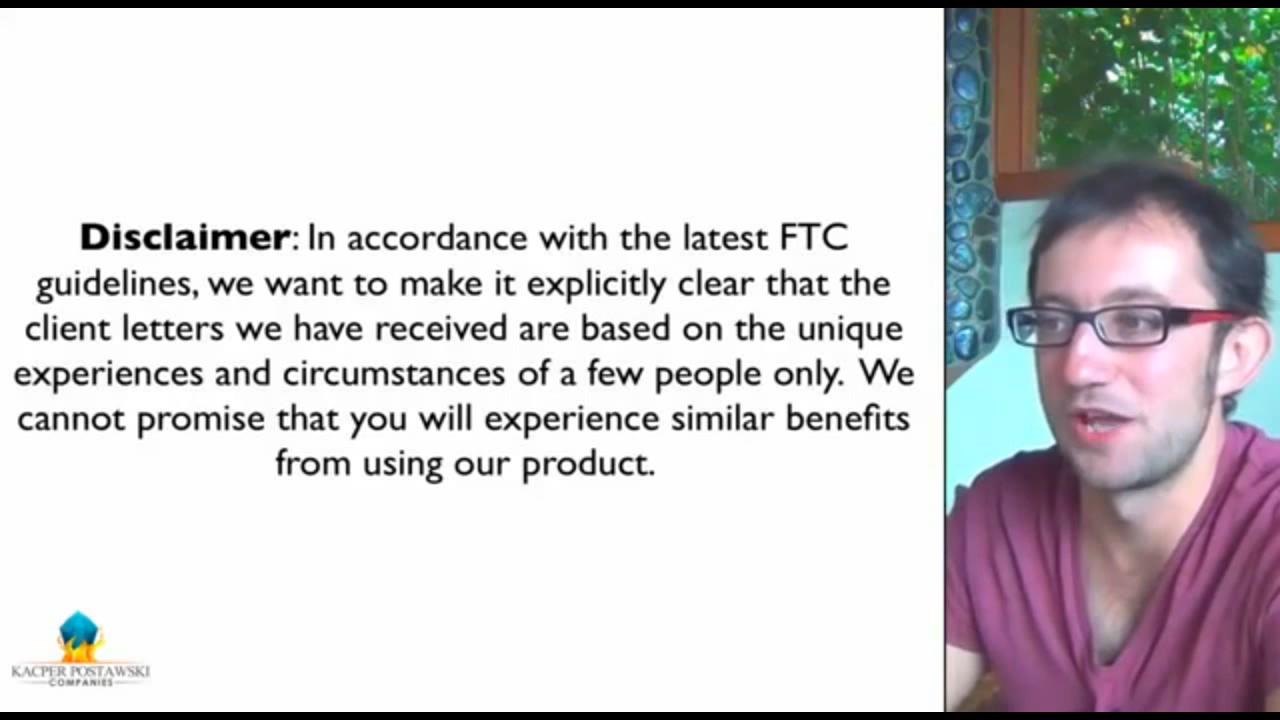 Disclaimer: In accordance with the latest FTC
guidelines, we want to make it explicitly clear that the
client letters we have received are based on the unique
experiences and circumstances of a few people only. We
cannot promise that you will experience similar benefits
from using our product.
KACPER POSTAWSKI
COMPANIES